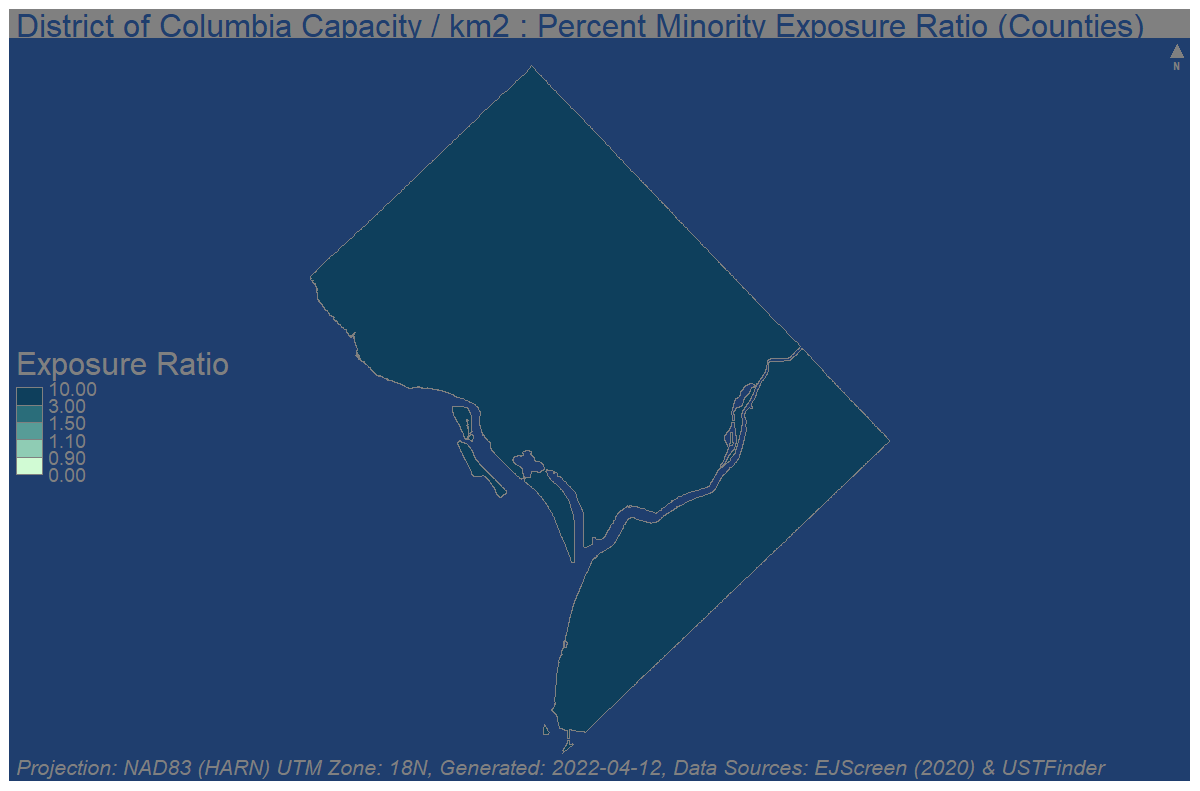 District of Columbia Capacity / km2 : Percent Minority Exposure Ratio (Counties)
N
Exposure Ratio
10.00
3.00
1.50
1.10
0.90
0.00
Projection: NAD83 (HARN) UTM Zone: 18N, Generated: 2022-04-12, Data Sources: EJScreen (2020) & USTFinder